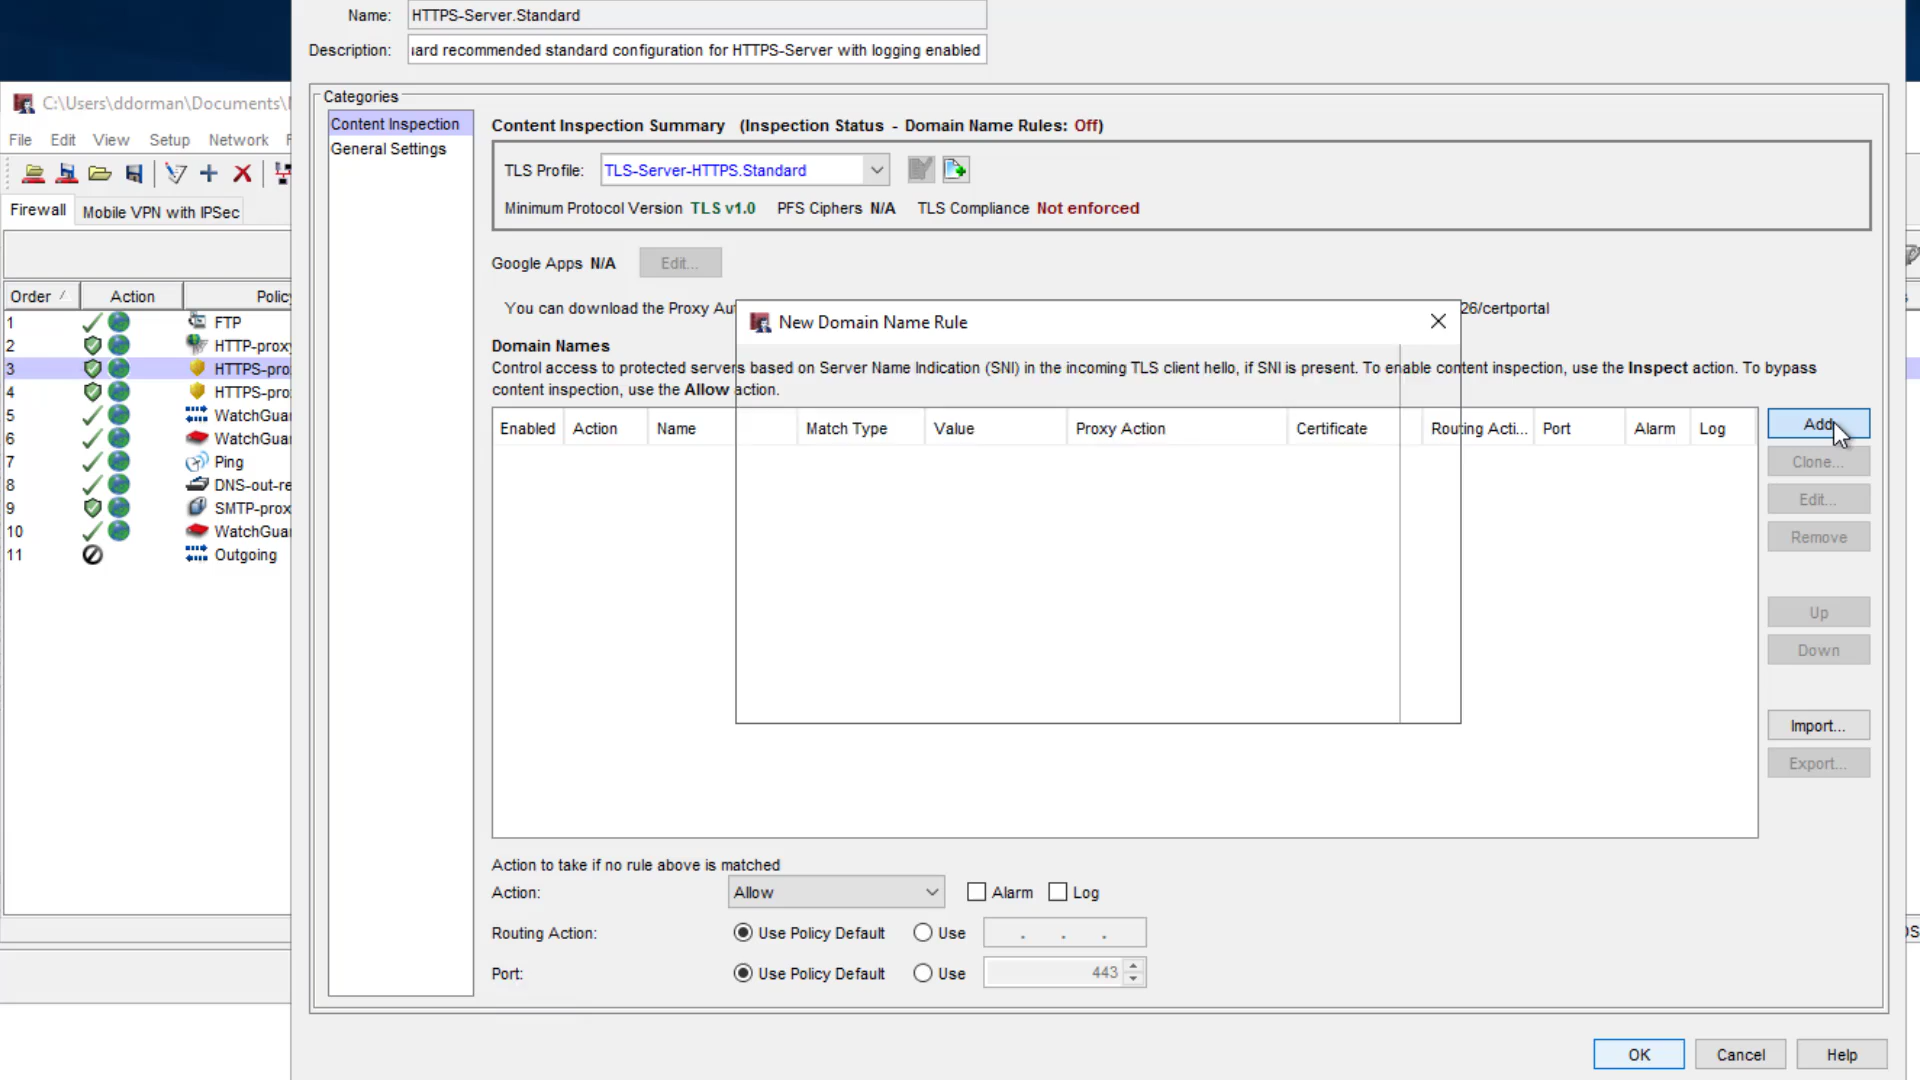 Name: HTTPS-Server.Standard
Description: ard recommended standard configuration for HTTPS-Server with logging enabled
C:\Users\ddorman\Documents\
File Edit View Setup Network
Firewall Mobile VPN with IPSec
Order Action Policy
1 FTP
2 HTTP-proxy
3 HTTPS-pro
4 HTTPS-pro
5 WatchGua
6 WatchGua
7 Ping
8 DNS-out-re
9 SMTP-prox
10 WatchGua
11 Outgoing
Categories
Content Inspection
General Settings
Content Inspection Summary (Inspection Status - Domain Name Rules: Off)
TLS Profile: TLS-Server-HTTPS.Standard
Minimum Protocol Version TLS v1.0 PFS Ciphers N/A TLS Compliance Not enforced
Google Apps N/A Edit...
You can download the Proxy Au 26/certportal
New Domain Name Rule
Domain Names
Control access to protected servers based on Server Name Indication (SNI) in the incoming TLS client hello, if SNI is present. To enable content inspection, use the Inspect action. To bypass
content inspection, use the Allow action.
Enabled Action Name Match Type Value Proxy Action Certificate Routing Acti... Port Alarm Log
Add
Clone...
Edit...
Remove
Up
Down
Import...
Export...
Action to take if no rule above is matched
Action: Allow Alarm Log
Routing Action: Use Policy Default Use . . .
Port: Use Policy Default Use 443
OK Cancel Help